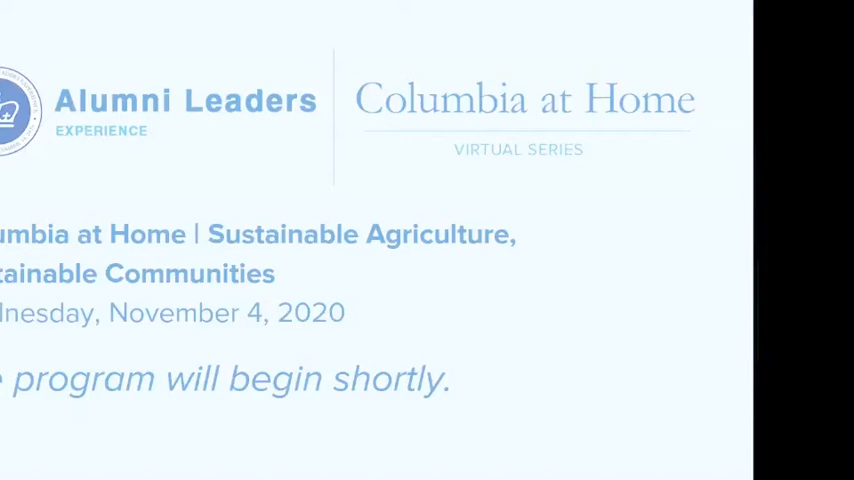 Alumni Leaders
EXPERIENCE
Columbia at Home
VIRTUAL SERIES
umbia at Home | Sustainable Agriculture,
tainable Communities
nesday, November 4, 2020
e program will begin shortly.